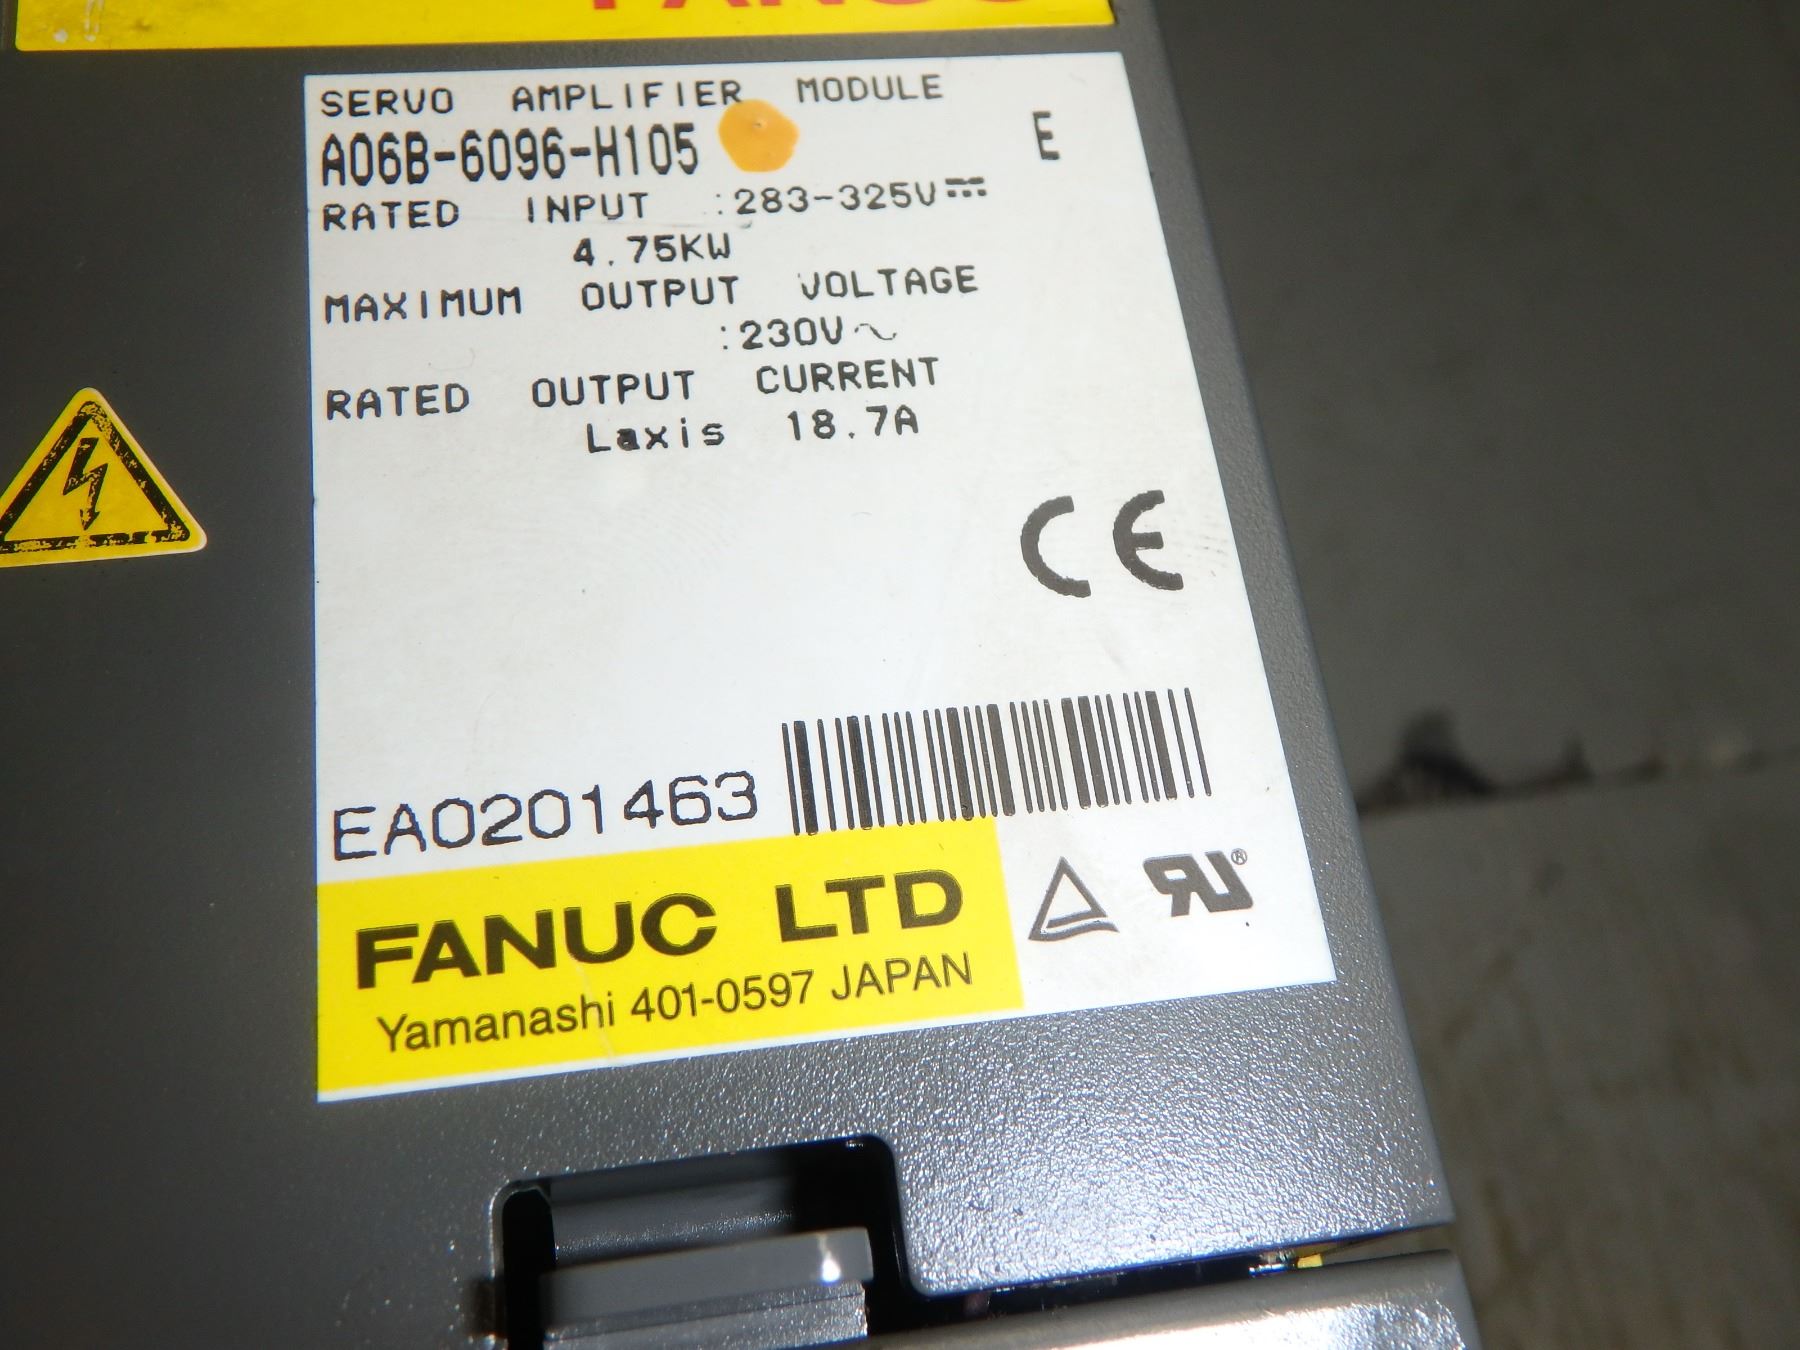 FANUC
SERVO AMPLIFIER MODULE
A06B-6096-H105 E
RATED INPUT :283-325V⎓
4.75KW
MAXIMUM OUTPUT VOLTAGE
:230V~
RATED OUTPUT CURRENT
Laxis 18.7A
CE
EA0201463
FANUC LTD
Yamanashi 401-0597 JAPAN